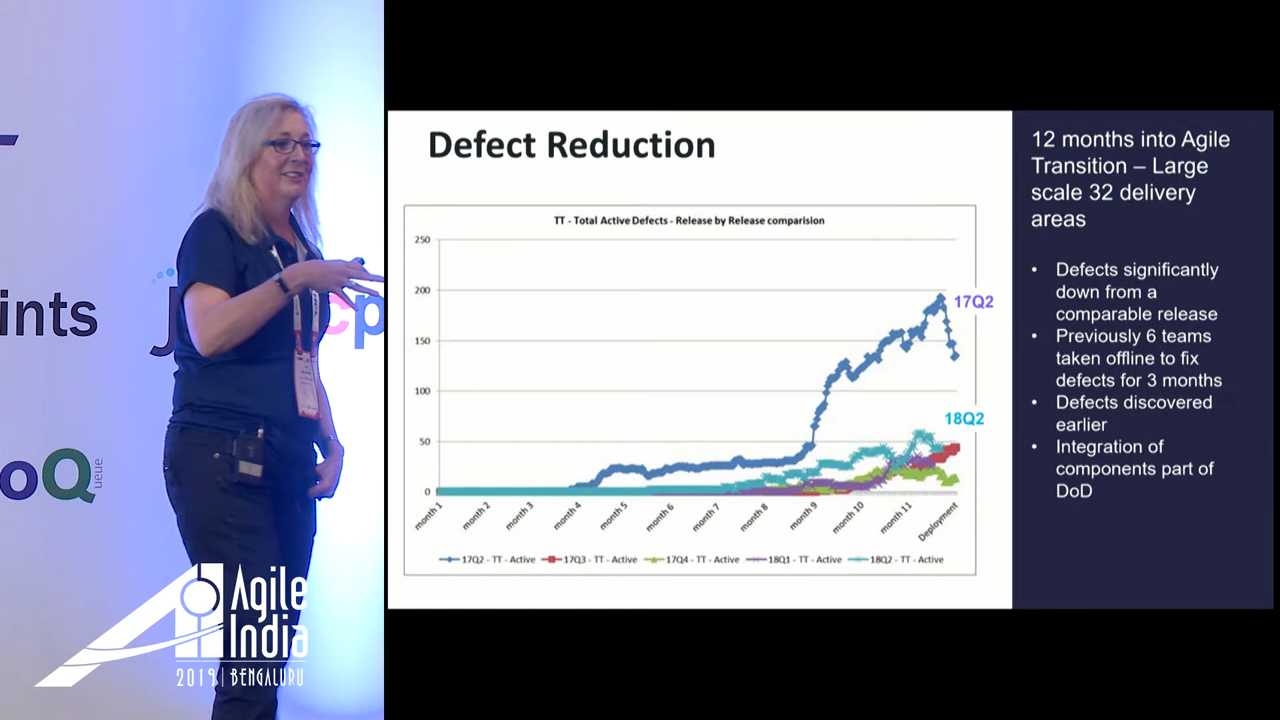 ints
cp
oQ
ueue
Agile
India
2019 | BENGALURU
Defect Reduction
TT - Total Active Defects - Release by Release comparision
250
200
150
100
50
0
17Q2
18Q2
month 1
month 2
month 3
month 4
month 5
month 6
month 7
month 8
month 9
month 10
month 11
Deployment
17Q2 - TT - Active
17Q3 - TT - Active
17Q4 - TT - Active
18Q1 - TT - Active
18Q2 - TT - Active
12 months into Agile
Transition – Large
scale 32 delivery
areas
• Defects significantly
down from a
comparable release
• Previously 6 teams
taken offline to fix
defects for 3 months
• Defects discovered
earlier
• Integration of
components part of
DoD